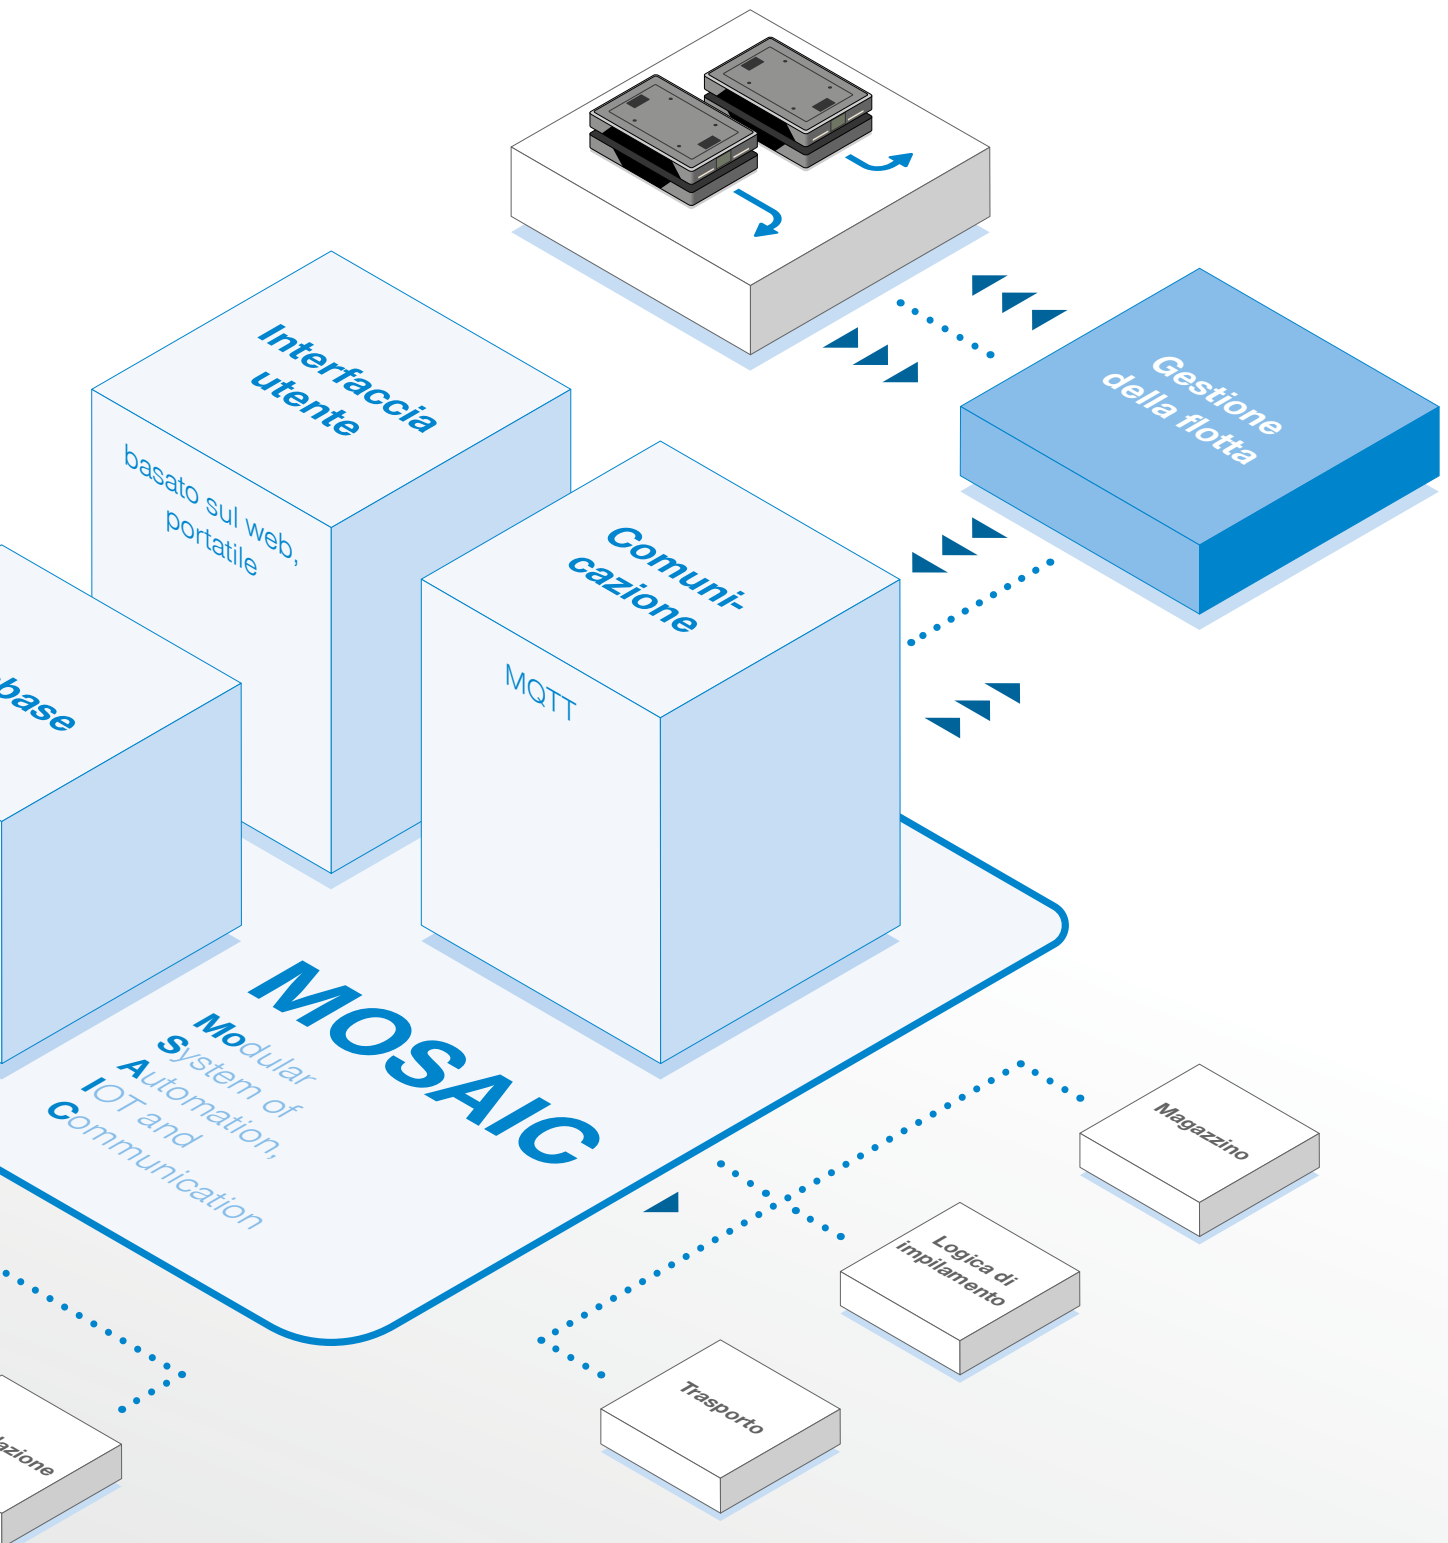 Interfaccia
utente
basato sul web,
portatile
Gestione
della flotta
Comuni-
cazione
MQTT
base
MOSAIC
Modular
System of
Automation,
IOT and
Communication
Magazzino
Logica di
impilamento
Trasporto
lazione